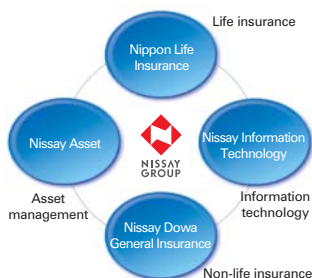 Life insurance
Nippon Life
Insurance
Nissay Asset
NISSAY
GROUP
Nissay Information
Technology
Asset
management
Information
technology
Nissay Dowa
General Insurance
Non-life insurance